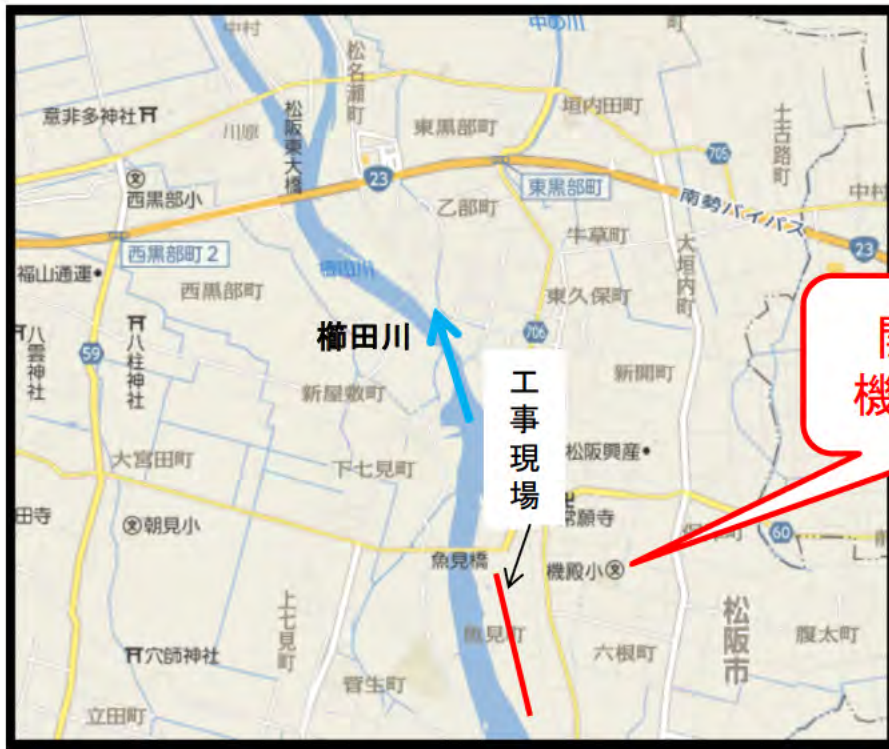 中村
中の川
町
松名瀬町
意非多神社
川原
松阪東大橋
東黒部町
垣内田町
土古路町
705
文
西黒部小
23
東黒部町
中村
乙部町
南勢バイパス
西黒部町2
牛草町
大垣内町
23
福山通運
西黒部町
櫛田川
東久保町
八雲神社
59
八柱神社
櫛田川
706
新屋敷町
工事現場
新開町
機
大宮田町
下七見町
松阪興産
田寺
文朝見小
常願寺
60
魚見橋
機殿小文
上七見町
魚見町
松阪市
穴師神社
六根町
腹太町
菅生町
立田町